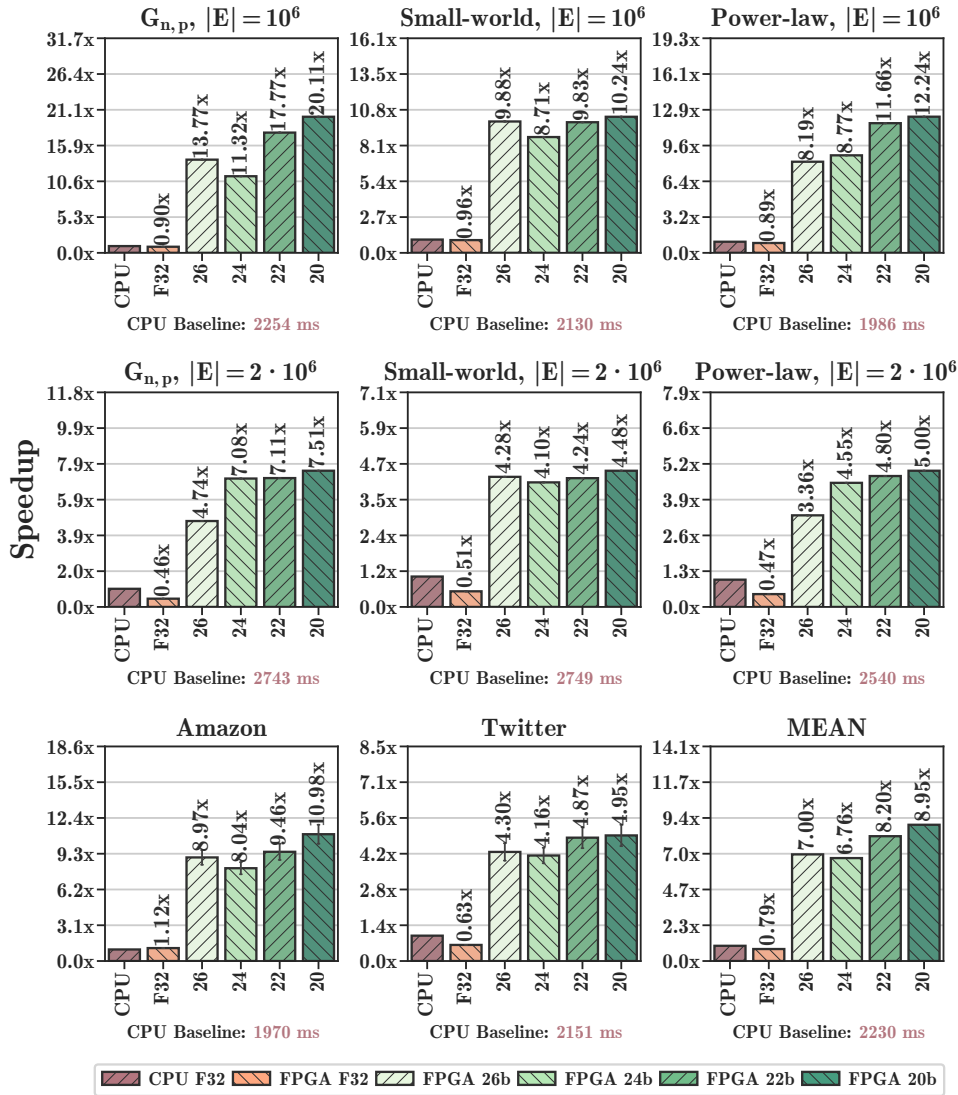 G_{n,p}, |E| = 10^6
31.7x
26.4x
21.1x
15.9x
10.6x
5.3x
0.0x
0.90x
13.77x
11.32x
17.77x
20.11x
CPU
F32
26
24
22
20
CPU Baseline: 2254 ms
Small-world, |E| = 10^6
16.1x
13.5x
10.8x
8.1x
5.4x
2.7x
0.0x
0.96x
9.88x
8.71x
9.83x
10.24x
CPU
F32
26
24
22
20
CPU Baseline: 2130 ms
Power-law, |E| = 10^6
19.3x
16.1x
12.9x
9.6x
6.4x
3.2x
0.0x
0.89x
8.19x
8.77x
11.66x
12.24x
CPU
F32
26
24
22
20
CPU Baseline: 1986 ms
Speedup
G_{n,p}, |E| = 2 · 10^6
11.8x
9.9x
7.9x
5.9x
3.9x
2.0x
0.0x
0.46x
4.74x
7.08x
7.11x
7.51x
CPU
F32
26
24
22
20
CPU Baseline: 2743 ms
Small-world, |E| = 2 · 10^6
7.1x
5.9x
4.7x
3.5x
2.4x
1.2x
0.0x
0.51x
4.28x
4.10x
4.24x
4.48x
CPU
F32
26
24
22
20
CPU Baseline: 2749 ms
Power-law, |E| = 2 · 10^6
7.9x
6.6x
5.2x
3.9x
2.6x
1.3x
0.0x
0.47x
3.36x
4.55x
4.80x
5.00x
CPU
F32
26
24
22
20
CPU Baseline: 2540 ms
Amazon
18.6x
15.5x
12.4x
9.3x
6.2x
3.1x
0.0x
1.12x
8.97x
8.04x
9.46x
10.98x
CPU
F32
26
24
22
20
CPU Baseline: 1970 ms
Twitter
8.5x
7.1x
5.6x
4.2x
2.8x
1.4x
0.0x
0.63x
4.30x
4.16x
4.87x
4.95x
CPU
F32
26
24
22
20
CPU Baseline: 2151 ms
MEAN
14.1x
11.7x
9.4x
7.0x
4.7x
2.3x
0.0x
0.79x
7.00x
6.76x
8.20x
8.95x
CPU
F32
26
24
22
20
CPU Baseline: 2230 ms
CPU F32
FPGA F32
FPGA 26b
FPGA 24b
FPGA 22b
FPGA 20b